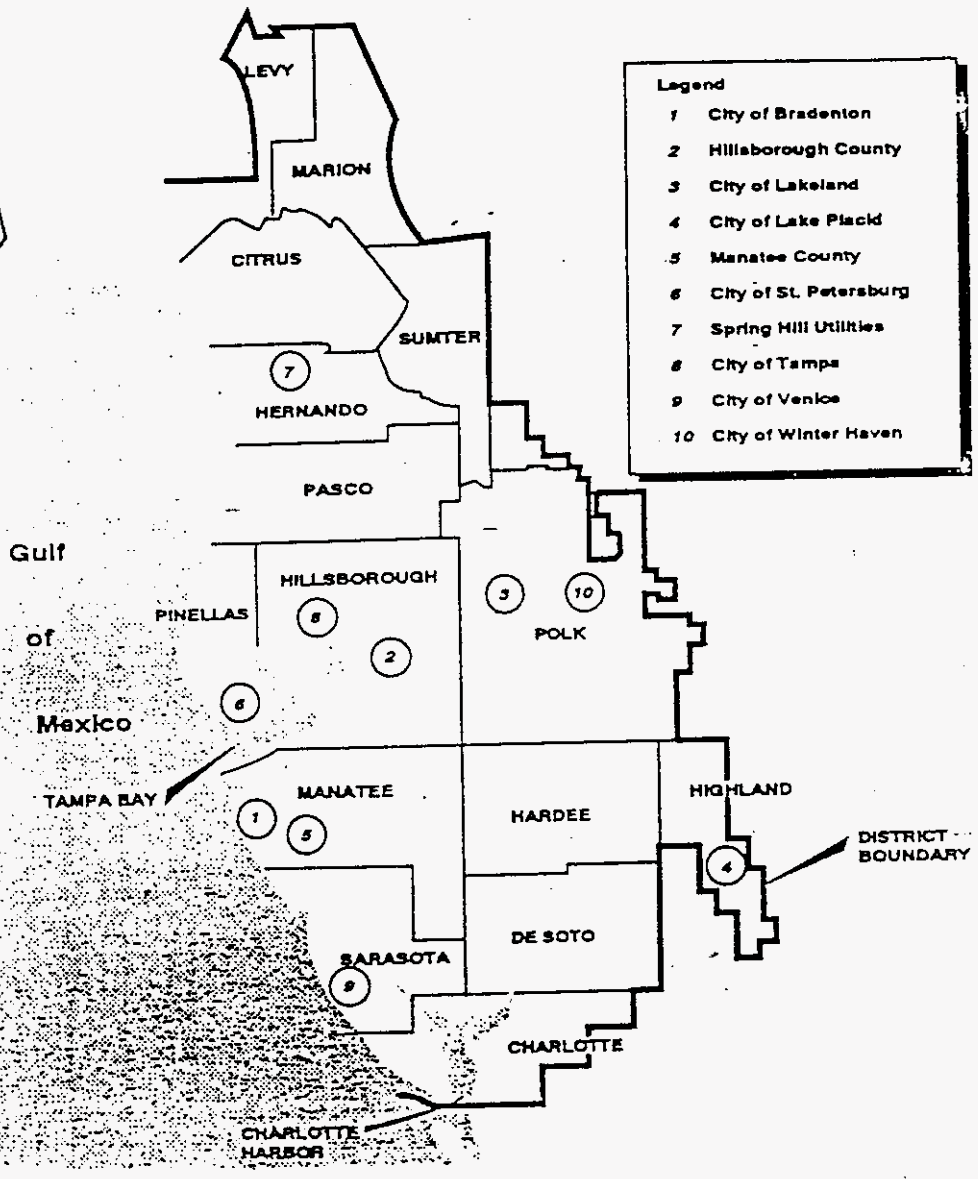 LEVY
MARION
CITRUS
SUMTER
7
HERNANDO
PASCO
Gulf
of
Mexico
HILLSBOROUGH
PINELLAS
8
2
6
3
10
POLK
TAMPA BAY
MANATEE
1
5
HARDEE
HIGHLAND
4
DISTRICT
BOUNDARY
DE SOTO
SARASOTA
9
CHARLOTTE
CHARLOTTE
HARBOR
Legend
1 City of Bradenton
2 Hillsborough County
3 City of Lakeland
4 City of Lake Placid
5 Manatee County
6 City of St. Petersburg
7 Spring Hill Utilities
8 City of Tampa
9 City of Venice
10 City of Winter Haven